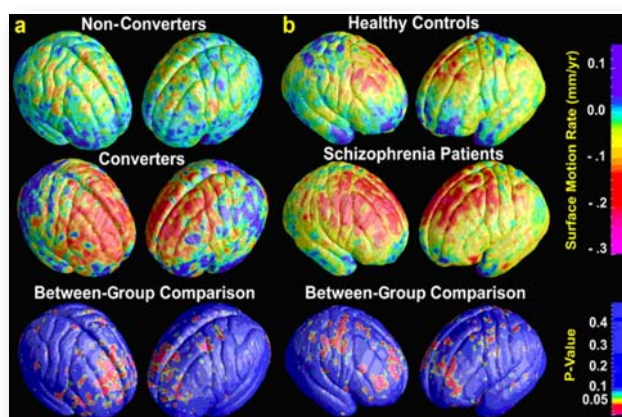 a
Non-Converters
b
Healthy Controls
Converters
Schizophrenia Patients
Between-Group Comparison
Between-Group Comparison
Surface Motion Rate (mm/yr)
0.1
0.0
- .1
- .2
- .3
P-Value
0.4
0.3
0.2
0.1
0.05